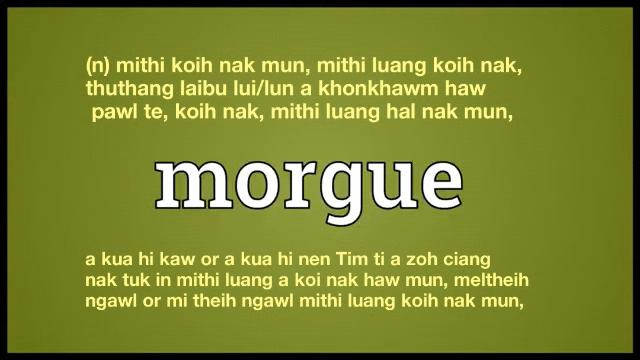 (n) mithi koih nak mun, mithi luang koih nak,
thuthang laibu lui/lun a khonkhawm haw
pawl te, koih nak, mithi luang hal nak mun,
morgue
a kua hi kaw or a kua hi nen Tim ti a zoh ciang
nak tuk in mithi luang a koi nak haw mun, meltheih
ngawl or mi theih ngawl mithi luang koih nak mun,